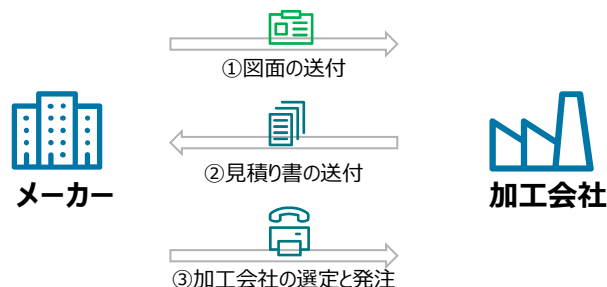 ①図面の送付
②見積り書の送付
メーカー
加工会社
③加工会社の選定と発注